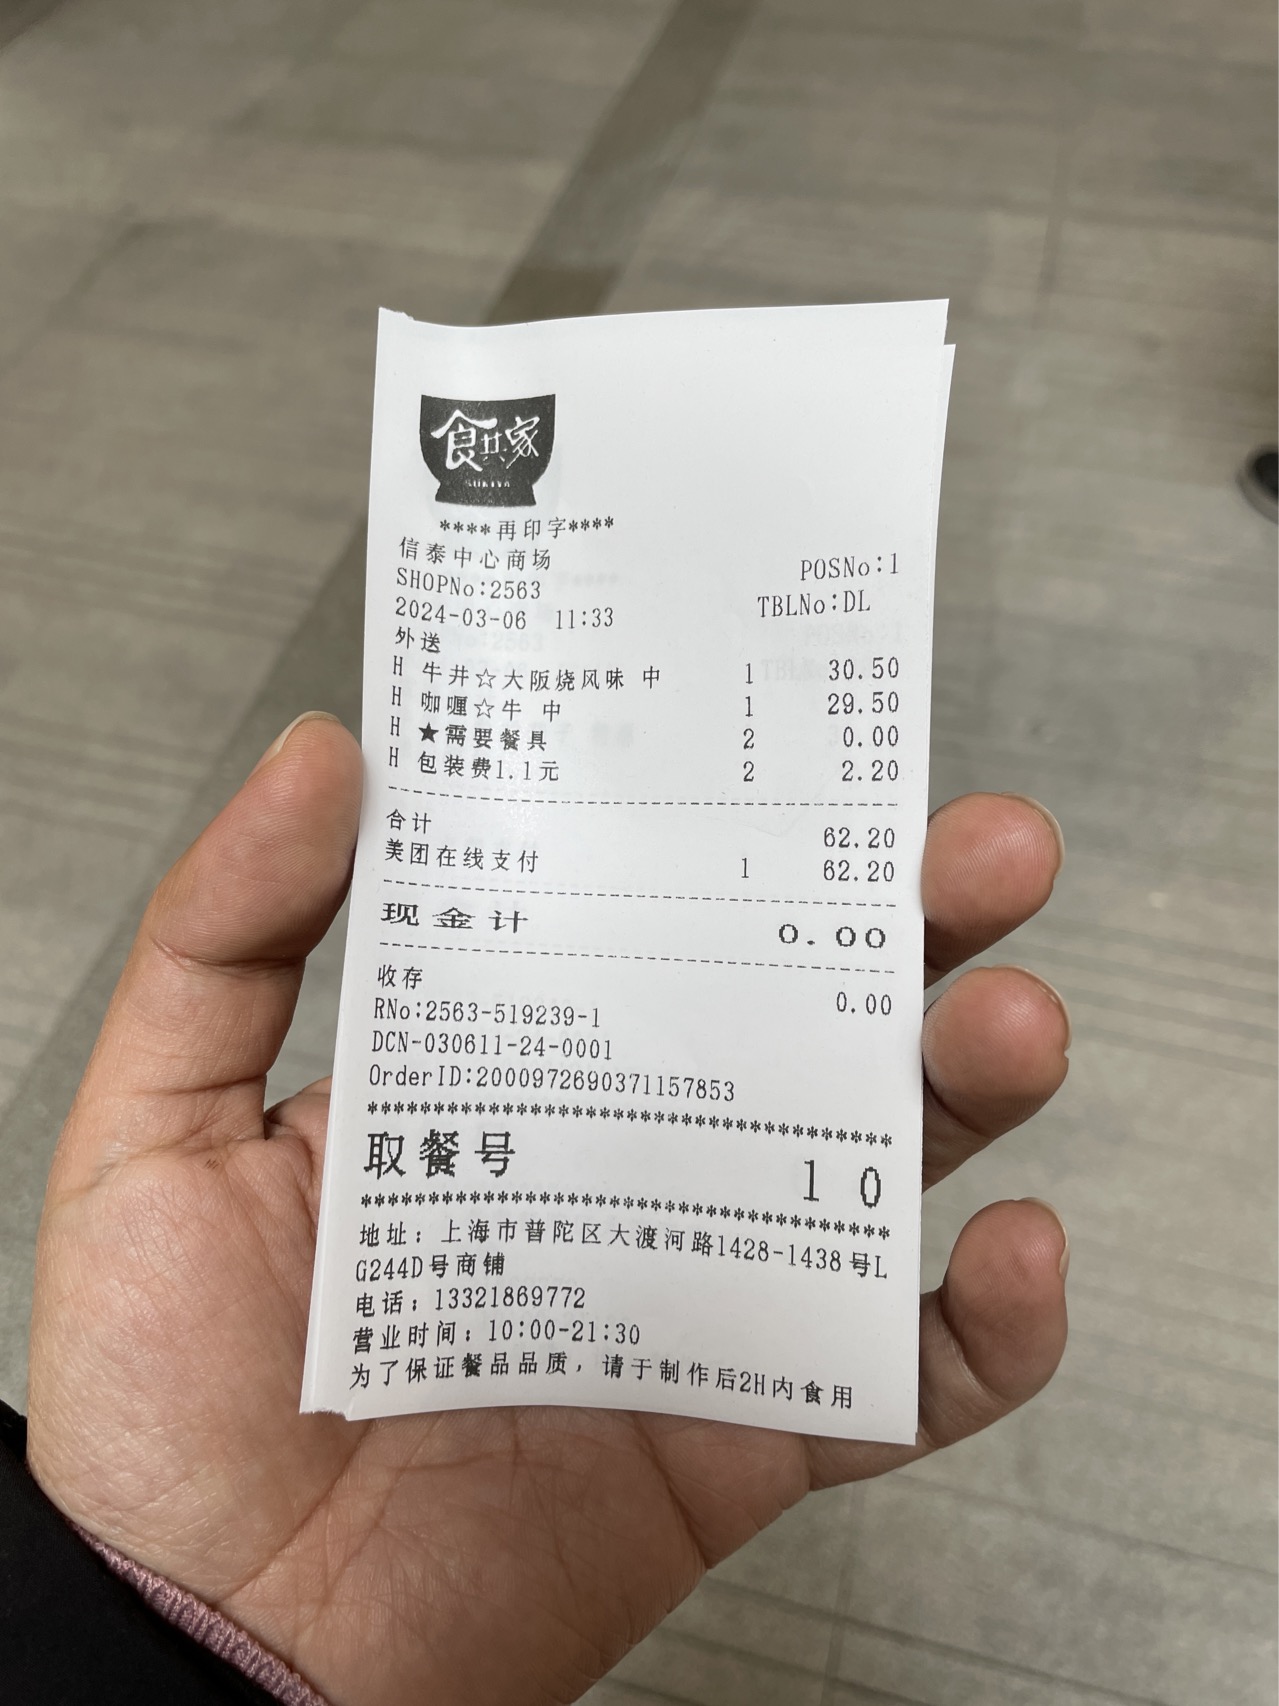 食其家
SUKIYA
****再印字****
信泰中心商场
SHOPNo:2563 POSNo:1
2024-03-06 11:33 TBLNo:DL
外送
H 牛丼☆大阪烧风味 中 1 30.50
H 咖喱☆牛 中 1 29.50
H ★需要餐具 2 0.00
H 包装费1.1元 2 2.20
合计 62.20
美团在线支付 1 62.20
现金计 0.00
收存 0.00
RNo:2563-519239-1
DCN-030611-24-0001
OrderID:2000972690371157853
****************************************
取餐号 10
****************************************
地址：上海市普陀区大渡河路1428-1438号L
G244D号商铺
电话：13321869772
营业时间：10:00-21:30
为了保证餐品品质，请于制作后2H内食用